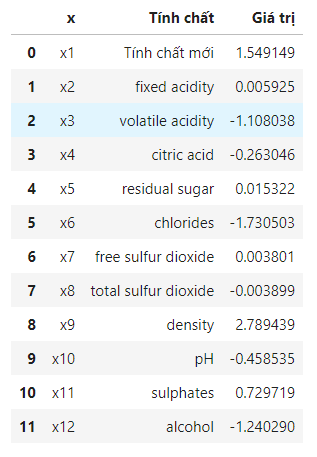 x Tính chất Giá trị
0 x1 Tính chất mới 1.549149
1 x2 fixed acidity 0.005925
2 x3 volatile acidity -1.108038
3 x4 citric acid -0.263046
4 x5 residual sugar 0.015322
5 x6 chlorides -1.730503
6 x7 free sulfur dioxide 0.003801
7 x8 total sulfur dioxide -0.003899
8 x9 density 2.789439
9 x10 pH -0.458535
10 x11 sulphates 0.729719
11 x12 alcohol -1.240290